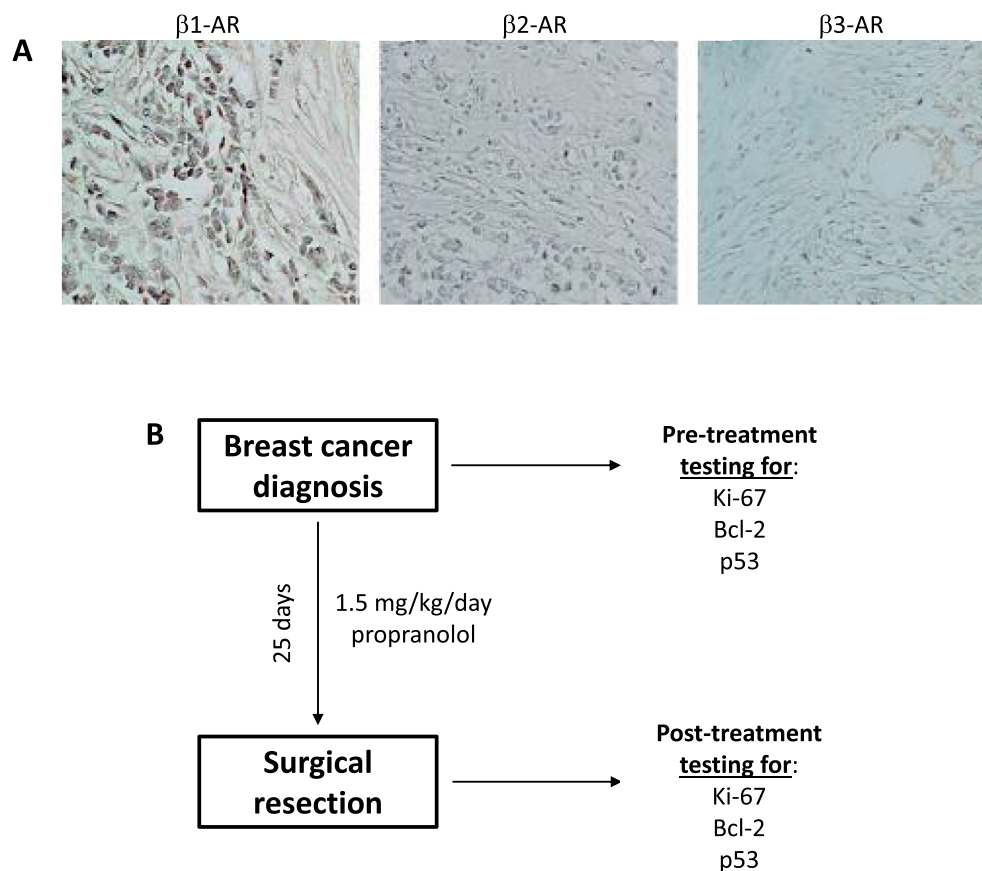 β1-AR
β2-AR
β3-AR
A
B
Breast cancer
diagnosis
Pre-treatment
testing for:
Ki-67
Bcl-2
p53
25 days
1.5 mg/kg/day
propranolol
Surgical
resection
Post-treatment
testing for:
Ki-67
Bcl-2
p53